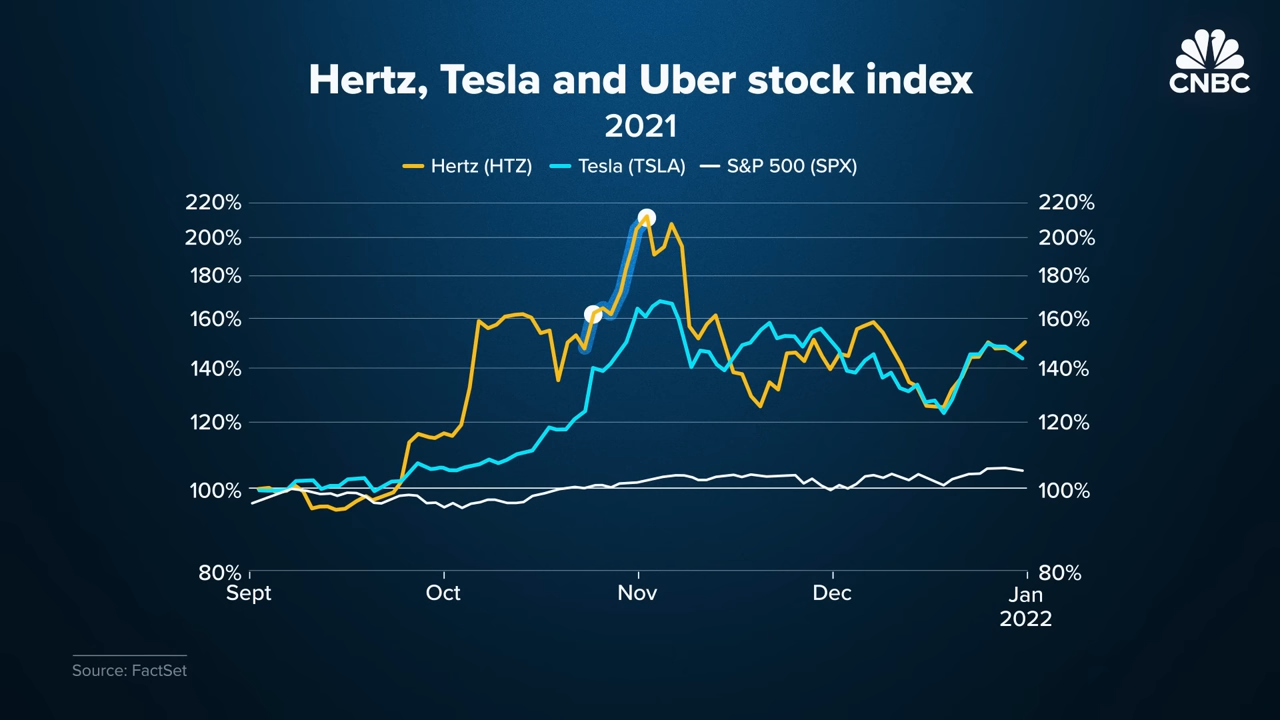 CNBC
Hertz, Tesla and Uber stock index
2021
Hertz (HTZ) Tesla (TSLA) S&P 500 (SPX)
220% 220%
200% 200%
180% 180%
160% 160%
140% 140%
120% 120%
100% 100%
80% 80%
Sept Oct Nov Dec Jan
2022
Source: FactSet